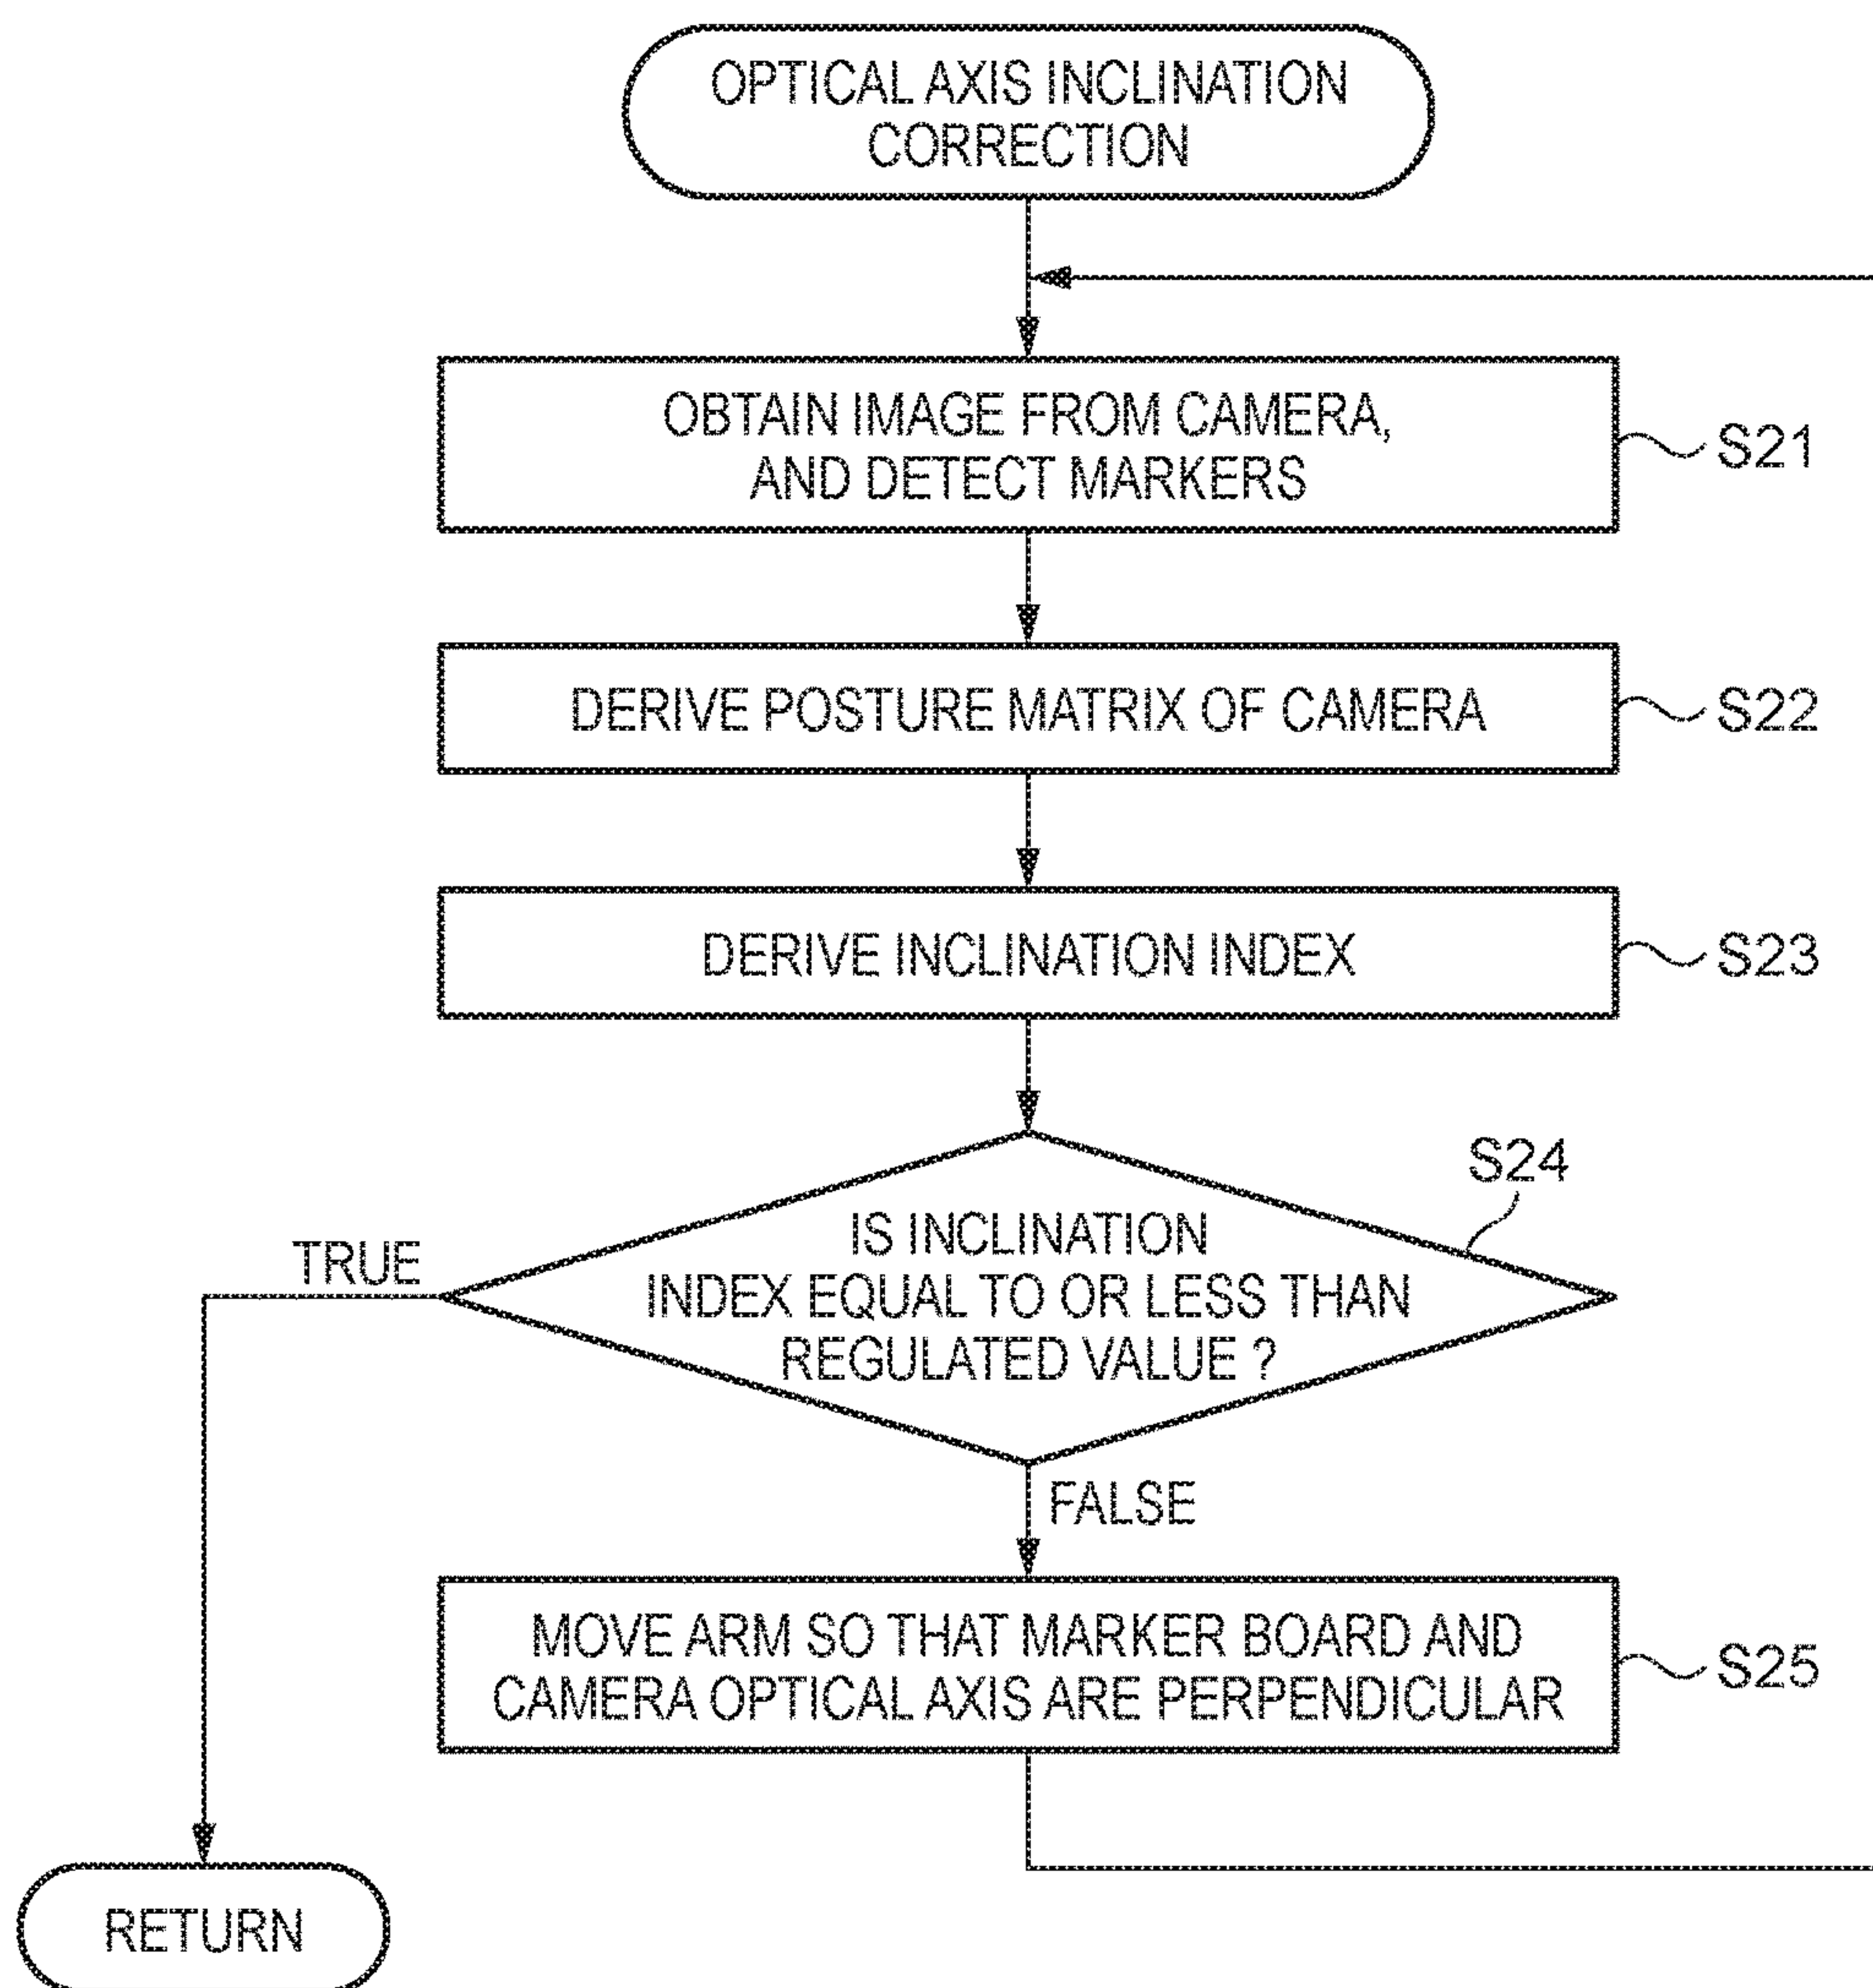 OPTICAL AXIS INCLINATION
CORRECTION
OBTAIN IMAGE FROM CAMERA,
AND DETECT MARKERS
S21
DERIVE POSTURE MATRIX OF CAMERA
S22
DERIVE INCLINATION INDEX
S23
S24
IS INCLINATION
INDEX EQUAL TO OR LESS THAN
REGULATED VALUE ?
TRUE
FALSE
MOVE ARM SO THAT MARKER BOARD AND
CAMERA OPTICAL AXIS ARE PERPENDICULAR
S25
RETURN